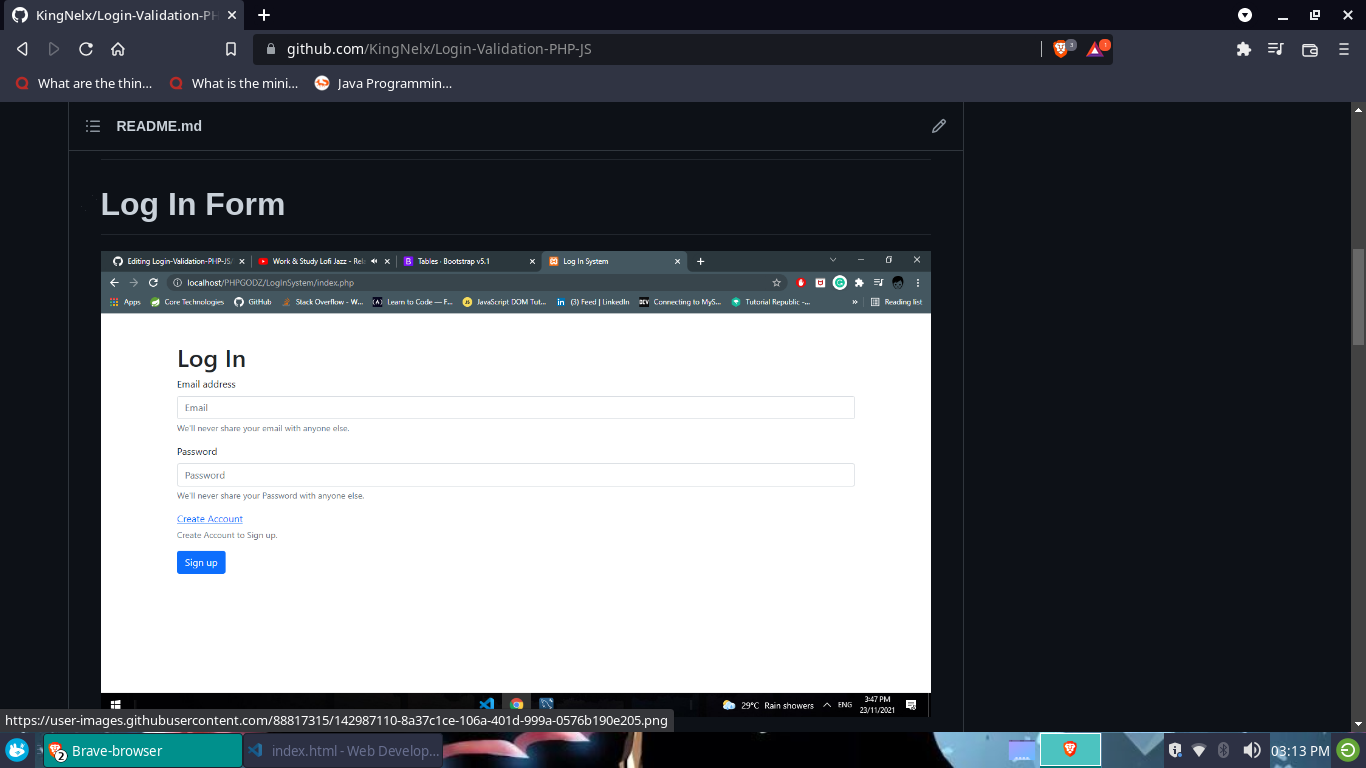 KingNelx/Login-Validation-PH
github.com/KingNelx/Login-Validation-PHP-JS
3
1
What are the thin...
What is the mini...
Java Programmin...
README.md
Log In Form
Editing Login-Validation-PHP-JS/
Work & Study Lofi Jazz - Rel
Tables · Bootstrap v5.1
Log In System
localhost/PHPGODZ/LogInSystem/index.php
Apps
Core Technologies
GitHub
Stack Overflow - W...
Learn to Code — F...
JavaScript DOM Tut...
(3) Feed | LinkedIn
Connecting to MyS...
Tutorial Republic -...
»
Reading list
Log In
Email address
Email
We'll never share your email with anyone else.
Password
Password
We'll never share your Password with anyone else.
Create Account
Create Account to Sign up.
Sign up
29°C Rain showers
ENG
3:47 PM
23/11/2021
https://user-images.githubusercontent.com/88817315/142987110-8a37c1ce-106a-401d-999a-0576b190e205.png
2
Brave-browser
index.html - Web Develop...
03:13 PM